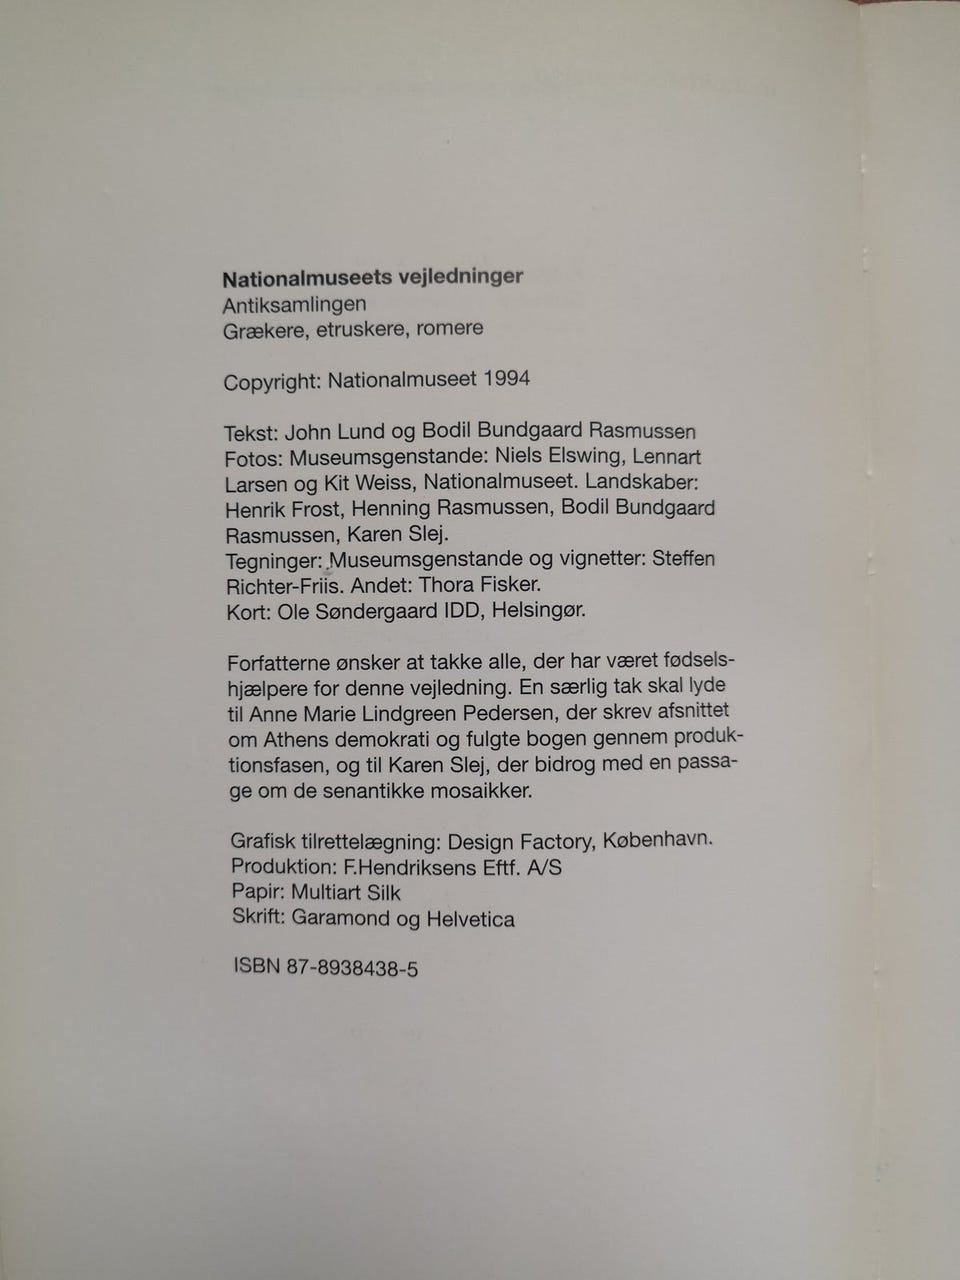 Nationalmuseets vejledninger
Antiksamlingen
Grækere, etruskere, romere
Copyright: Nationalmuseet 1994
Tekst: John Lund og Bodil Bundgaard Rasmussen
Fotos: Museumsgenstande: Niels Elswing, Lennart
Larsen og Kit Weiss, Nationalmuseet. Landskaber:
Henrik Frost, Henning Rasmussen, Bodil Bundgaard
Rasmussen, Karen Slej.
Tegninger: Museumsgenstande og vignetter: Steffen
Richter-Friis. Andet: Thora Fisker.
Kort: Ole Søndergaard IDD, Helsingør.
Forfatterne ønsker at takke alle, der har været fødsels-
hjælpere for denne vejledning. En særlig tak skal lyde
til Anne Marie Lindgreen Pedersen, der skrev afsnittet
om Athens demokrati og fulgte bogen gennem produk-
tionsfasen, og til Karen Slej, der bidrog med en passa-
ge om de senantikke mosaikker.
Grafisk tilrettelægning: Design Factory, København.
Produktion: F.Hendriksens Eftf. A/S
Papir: Multiart Silk
Skrift: Garamond og Helvetica
ISBN 87-8938438-5